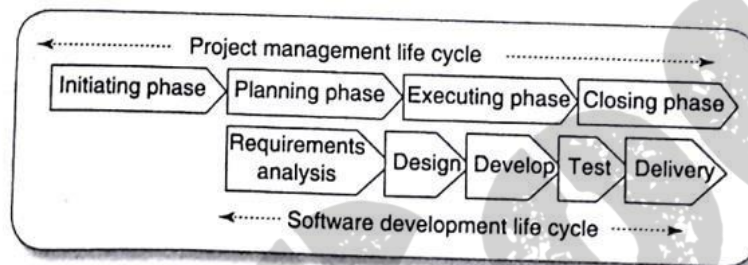 Project management life cycle
Initiating phase Planning phase Executing phase Closing phase
Requirements analysis Design Develop Test Delivery
Software development life cycle